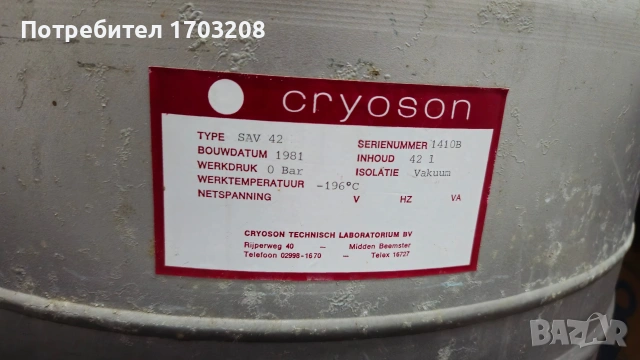 Потребител 1703208
cryoson
TYPE SAV 42 SERIENUMMER 1410B
BOUWDATUM 1981 INHOUD 42 l
WERKDRUK 0 Bar ISOLATIE Vakuum
WERKTEMPERATUUR -196°C
NETSPANNING V HZ VA
CRYOSON TECHNISCH LABORATORIUM BV
Rijperweg 40 - Midden Beemster
Telefoon 02998-1670 - Telex 16727
BAZAR